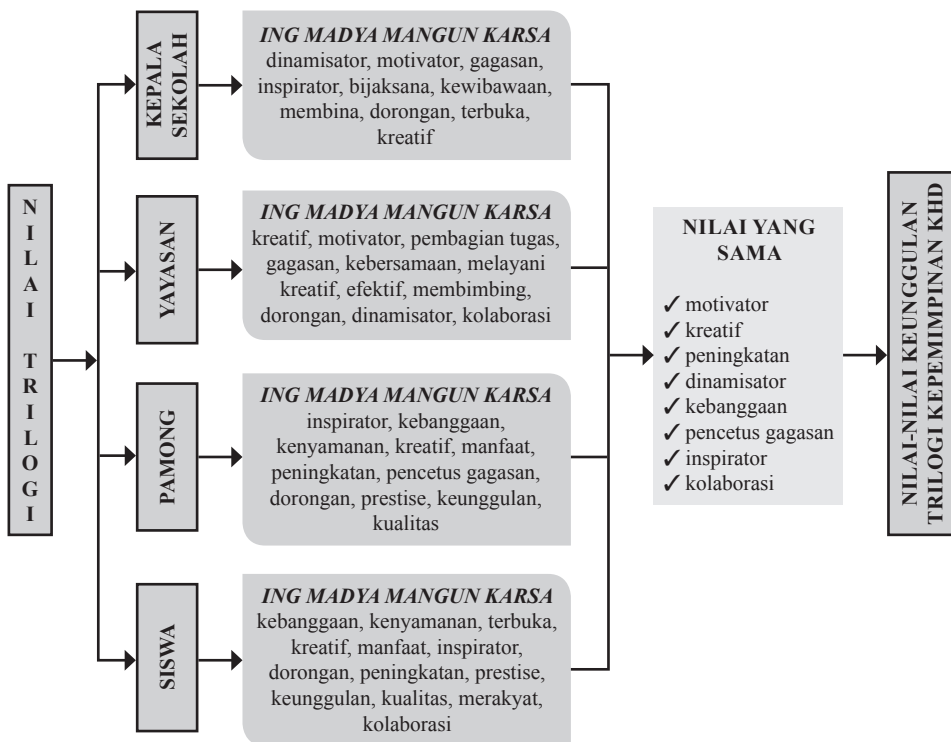 NILAI TRILOGI
KEPALA
SEKOLAH
ING MADYA MANGUN KARSA
dinamisator, motivator, gagasan,
inspirator, bijaksana, kewibawaan,
membina, dorongan, terbuka,
kreatif
YAYASAN
ING MADYA MANGUN KARSA
kreatif, motivator, pembagian tugas,
gagasan, kebersamaan, melayani
kreatif, efektif, membimbing,
dorongan, dinamisator, kolaborasi
PAMONG
ING MADYA MANGUN KARSA
inspirator, kebanggaan,
kenyamanan, kreatif, manfaat,
peningkatan, pencetus gagasan,
dorongan, prestise, keunggulan,
kualitas
SISWA
ING MADYA MANGUN KARSA
kebanggaan, kenyamanan, terbuka,
kreatif, manfaat, inspirator,
dorongan, peningkatan, prestise,
keunggulan, kualitas, merakyat,
kolaborasi
NILAI YANG
SAMA
✓ motivator
✓ kreatif
✓ peningkatan
✓ dinamisator
✓ kebanggaan
✓ pencetus gagasan
✓ inspirator
✓ kolaborasi
NILAI-NILAI KEUNGGULAN
TRILOGI KEPEMIMPINAN KHD